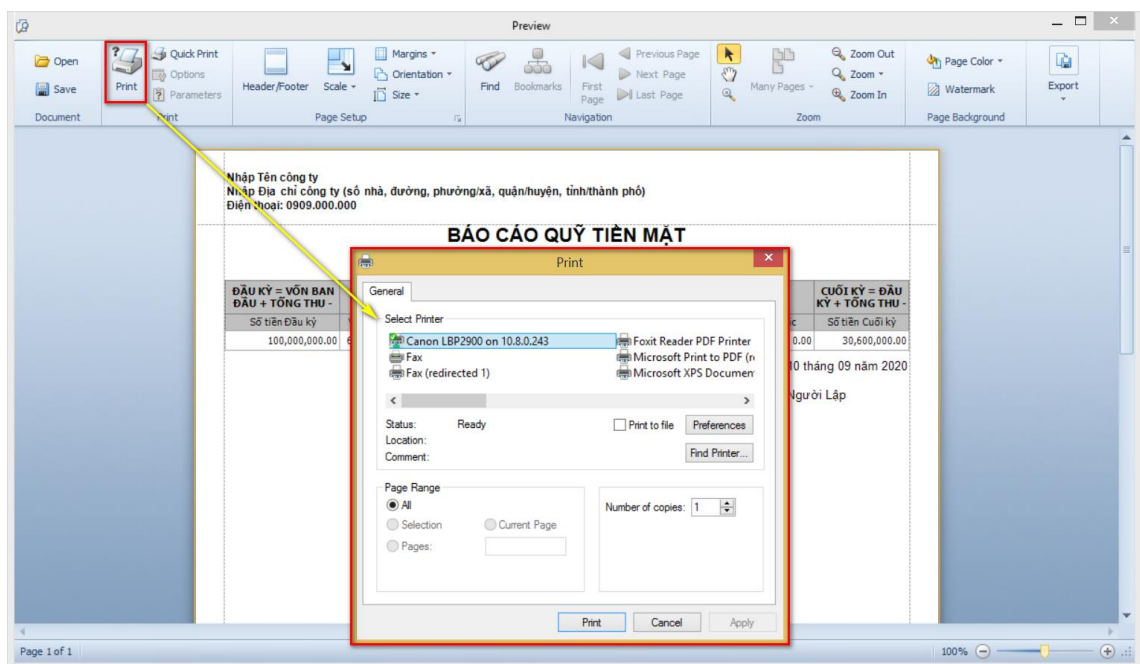 Preview
Open
Save
Document
Print
Quick Print
Options
Parameters
Print
Header/Footer
Scale
Margins
Orientation
Size
Page Setup
Find
Bookmarks
First Page
Previous Page
Next Page
Last Page
Navigation
Many Pages
Zoom Out
Zoom
Zoom In
Zoom
Page Color
Watermark
Page Background
Export
Nhập Tên công ty
Nhập Địa chỉ công ty (số nhà, đường, phường/xã, quận/huyện, tỉnh/thành phố)
Điện thoại: 0909.000.000
BÁO CÁO QUỸ TIỀN MẶT
ĐẦU KỲ = VỐN BAN
ĐẦU + TỔNG THU -
Số tiền Đầu kỳ
100,000,000.00
CUỐI KỲ = ĐẦU
KỲ + TỔNG THU -
Số tiền Cuối kỳ
0.00 30,600,000.00
10 tháng 09 năm 2020
Người Lập
Print
General
Select Printer
Canon LBP2900 on 10.8.0.243
Fax
Fax (redirected 1)
Foxit Reader PDF Printer
Microsoft Print to PDF (r
Microsoft XPS Documen
Status: Ready
Location:
Comment:
Print to file
Preferences
Find Printer...
Page Range
All
Selection
Current Page
Pages:
Number of copies: 1
Print
Cancel
Apply
Page 1 of 1
100%